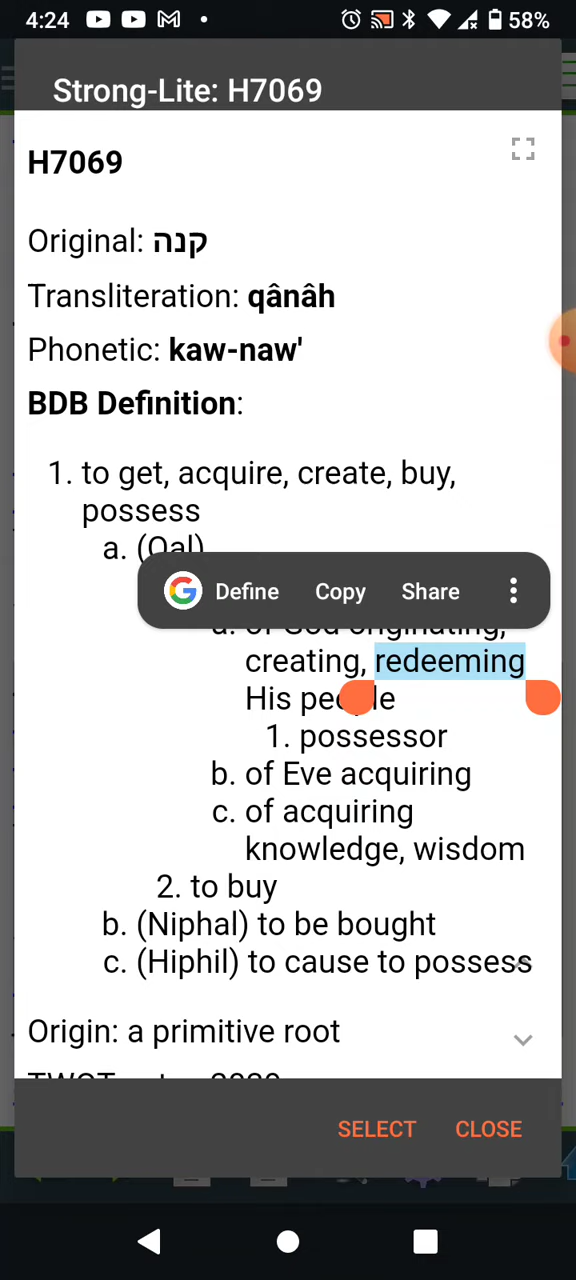 4:24 58%
Strong-Lite: H7069
H7069
Original: קנה
Transliteration: qânâh
Phonetic: kaw-naw'
BDB Definition:
1. to get, acquire, create, buy,
possess
a. (Qal)
Define Copy Share
a. of God originating,
creating, redeeming
His people
1. possessor
b. of Eve acquiring
c. of acquiring
knowledge, wisdom
2. to buy
b. (Niphal) to be bought
c. (Hiphil) to cause to possess
Origin: a primitive root
SELECT CLOSE